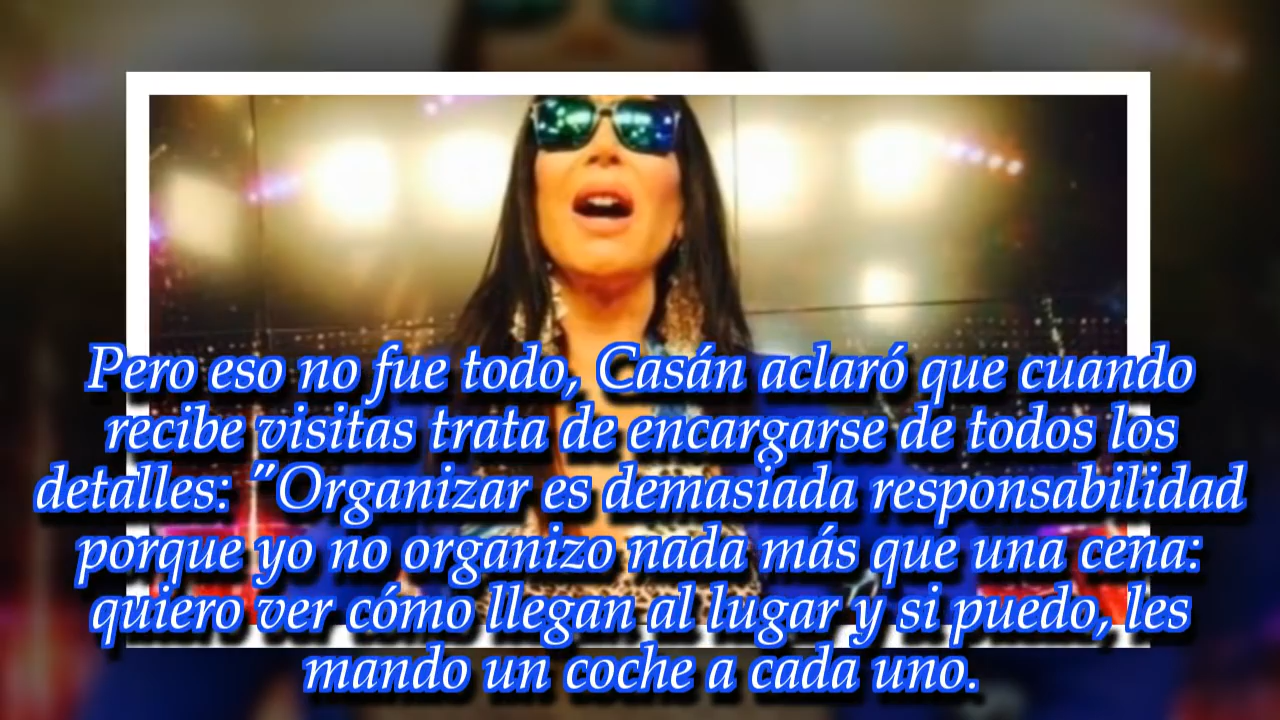 Pero eso no fue todo, Casán aclaró que cuando
recibe visitas trata de encargarse de todos los
detalles: "Organizar es demasiada responsabilidad
porque yo no organizo nada más que una cena:
quiero ver cómo llegan al lugar y si puedo, les
mando un coche a cada uno.